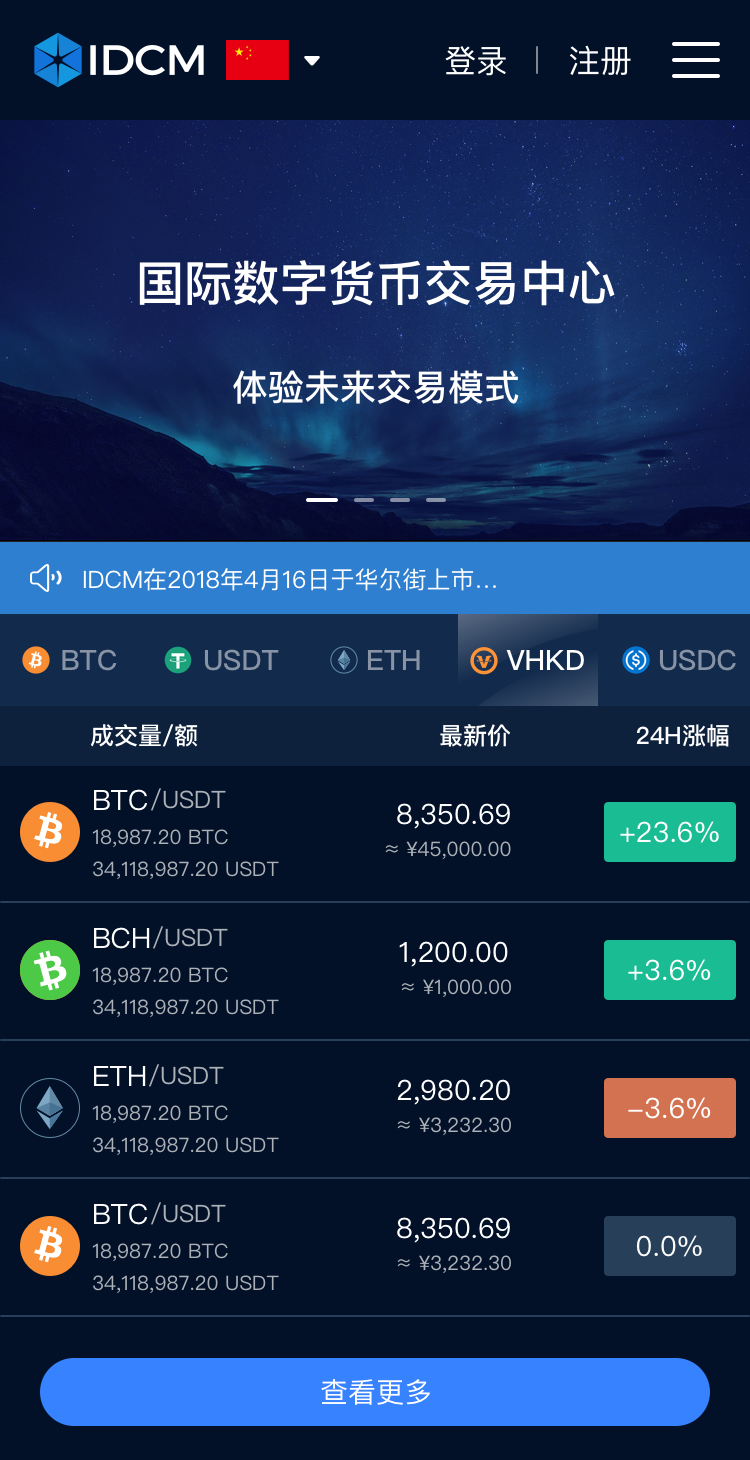 IDCM 登录 注册
国际数字货币交易中心
体验未来交易模式
IDCM在2018年4月16日于华尔街上市...
BTC USDT ETH VHKD USDC
成交量/额 最新价 24H涨幅
BTC/USDT
18,987.20 BTC
34,118,987.20 USDT
8,350.69
≈ ¥45,000.00
+23.6%
BCH/USDT
18,987.20 BTC
34,118,987.20 USDT
1,200.00
≈ ¥1,000.00
+3.6%
ETH/USDT
18,987.20 BTC
34,118,987.20 USDT
2,980.20
≈ ¥3,232.30
–3.6%
BTC/USDT
18,987.20 BTC
34,118,987.20 USDT
8,350.69
≈ ¥3,232.30
0.0%
查看更多